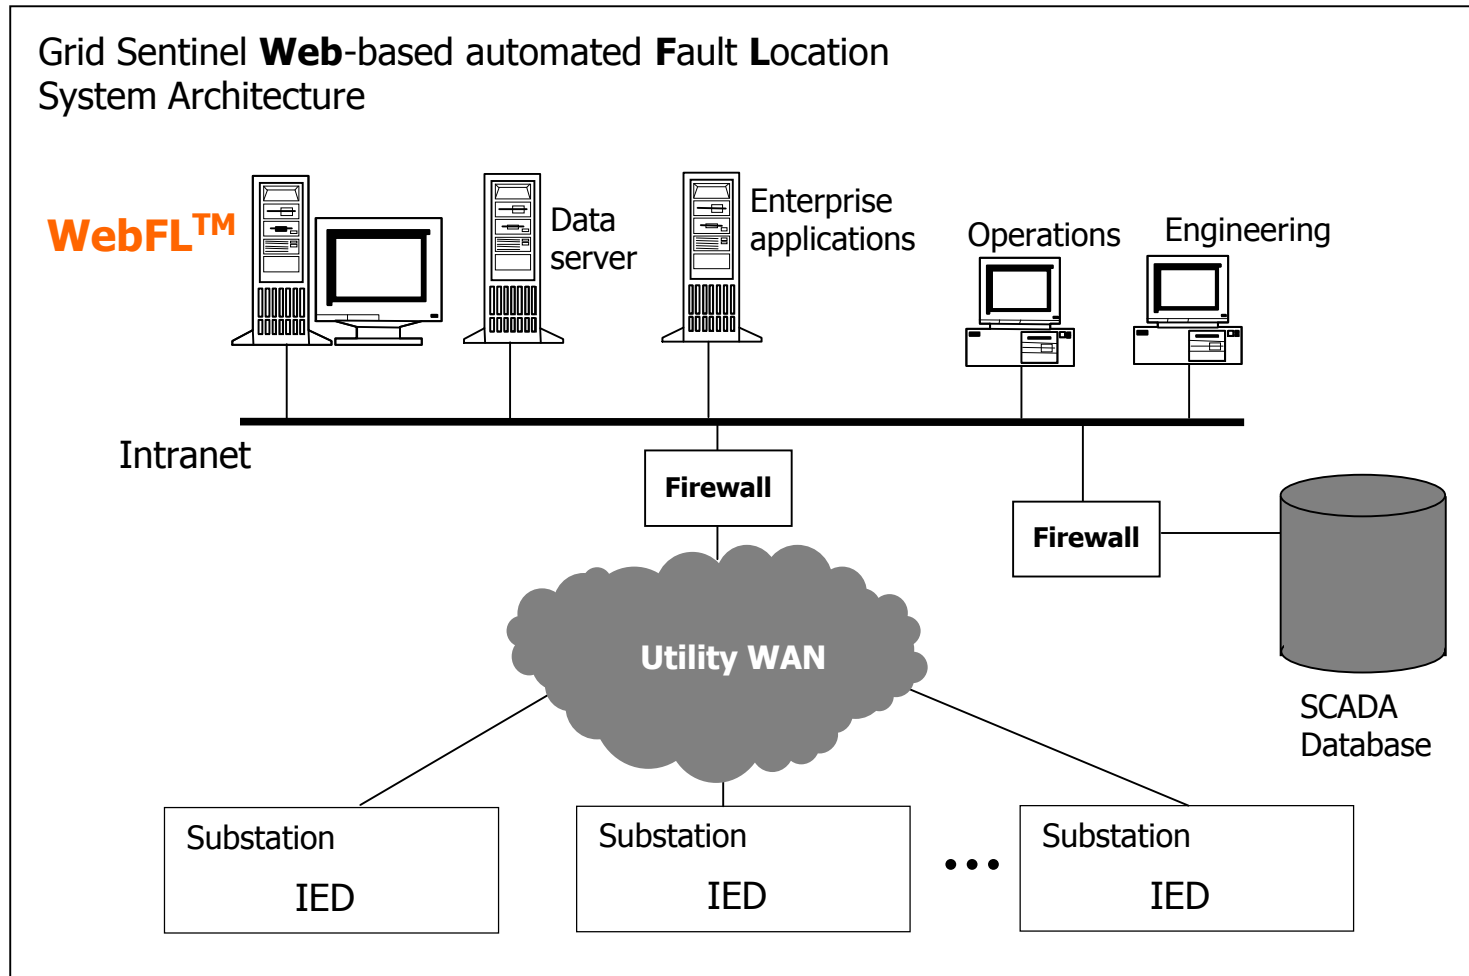 Grid Sentinel Web-based automated Fault Location
System Architecture
WebFL™
Data
server
Enterprise
applications
Operations
Engineering
Intranet
Firewall
Firewall
Utility WAN
SCADA
Database
Substation
IED
Substation
IED
•••
Substation
IED